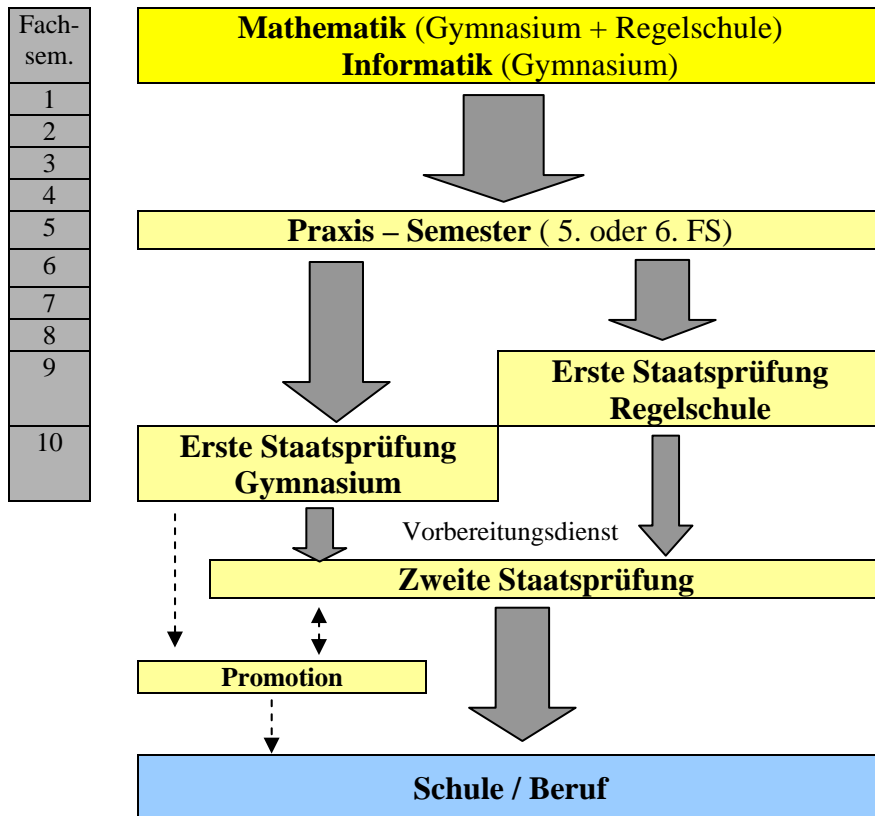 Fach-
sem.
Mathematik (Gymnasium + Regelschule)
Informatik (Gymnasium)
1
2
3
4
5
Praxis – Semester ( 5. oder 6. FS)
6
7
8
9
Erste Staatsprüfung
Regelschule
10
Erste Staatsprüfung
Gymnasium
Vorbereitungsdienst
Zweite Staatsprüfung
Promotion
Schule / Beruf